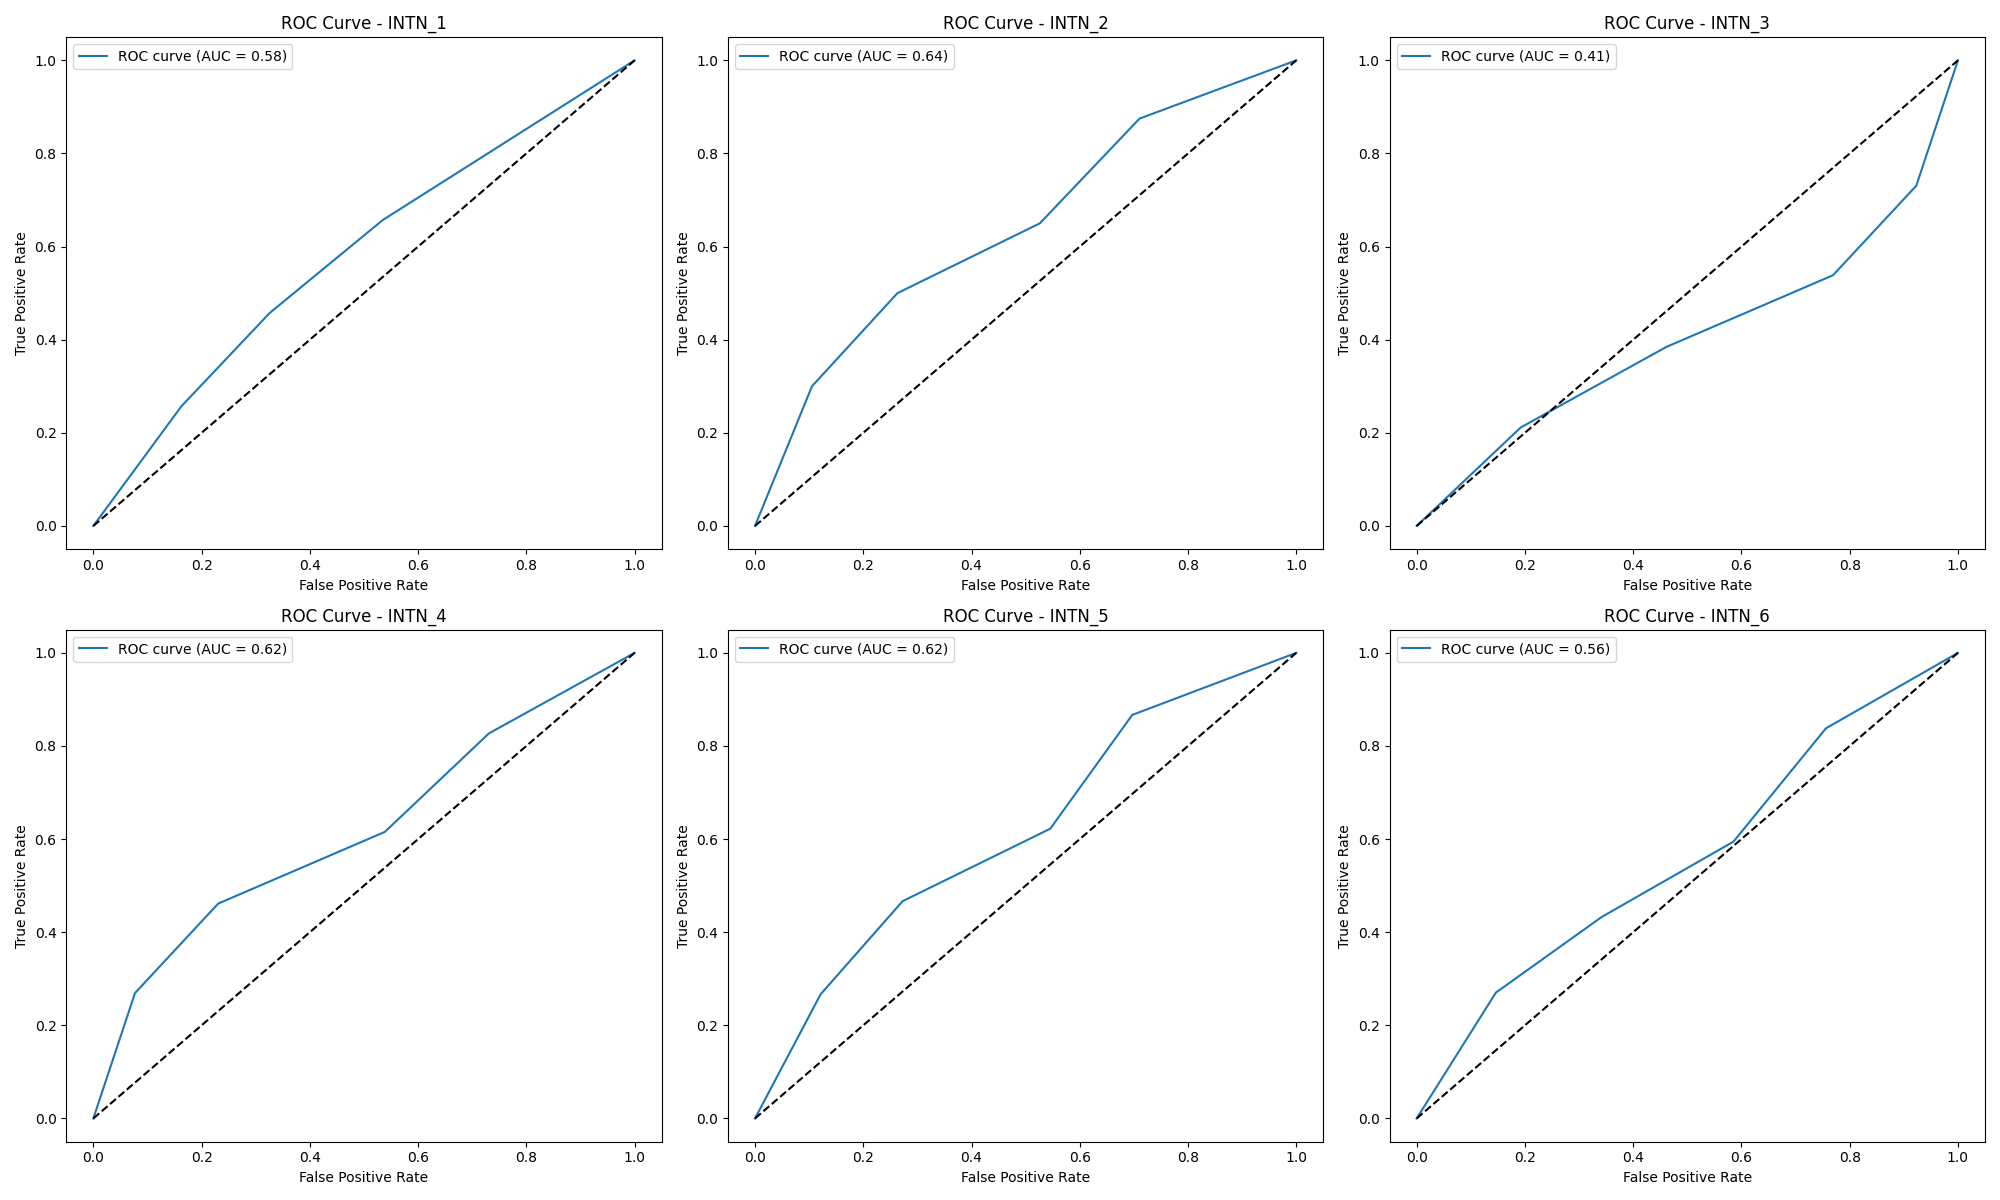 ROC Curve - INTN_1
ROC curve (AUC = 0.58)
True Positive Rate
1.0
0.8
0.6
0.4
0.2
0.0
0.0 0.2 0.4 0.6 0.8 1.0
False Positive Rate
ROC Curve - INTN_2
ROC curve (AUC = 0.64)
True Positive Rate
1.0
0.8
0.6
0.4
0.2
0.0
0.0 0.2 0.4 0.6 0.8 1.0
False Positive Rate
ROC Curve - INTN_3
ROC curve (AUC = 0.41)
True Positive Rate
1.0
0.8
0.6
0.4
0.2
0.0
0.0 0.2 0.4 0.6 0.8 1.0
False Positive Rate
ROC Curve - INTN_4
ROC curve (AUC = 0.62)
True Positive Rate
1.0
0.8
0.6
0.4
0.2
0.0
0.0 0.2 0.4 0.6 0.8 1.0
False Positive Rate
ROC Curve - INTN_5
ROC curve (AUC = 0.62)
True Positive Rate
1.0
0.8
0.6
0.4
0.2
0.0
0.0 0.2 0.4 0.6 0.8 1.0
False Positive Rate
ROC Curve - INTN_6
ROC curve (AUC = 0.56)
True Positive Rate
1.0
0.8
0.6
0.4
0.2
0.0
0.0 0.2 0.4 0.6 0.8 1.0
False Positive Rate